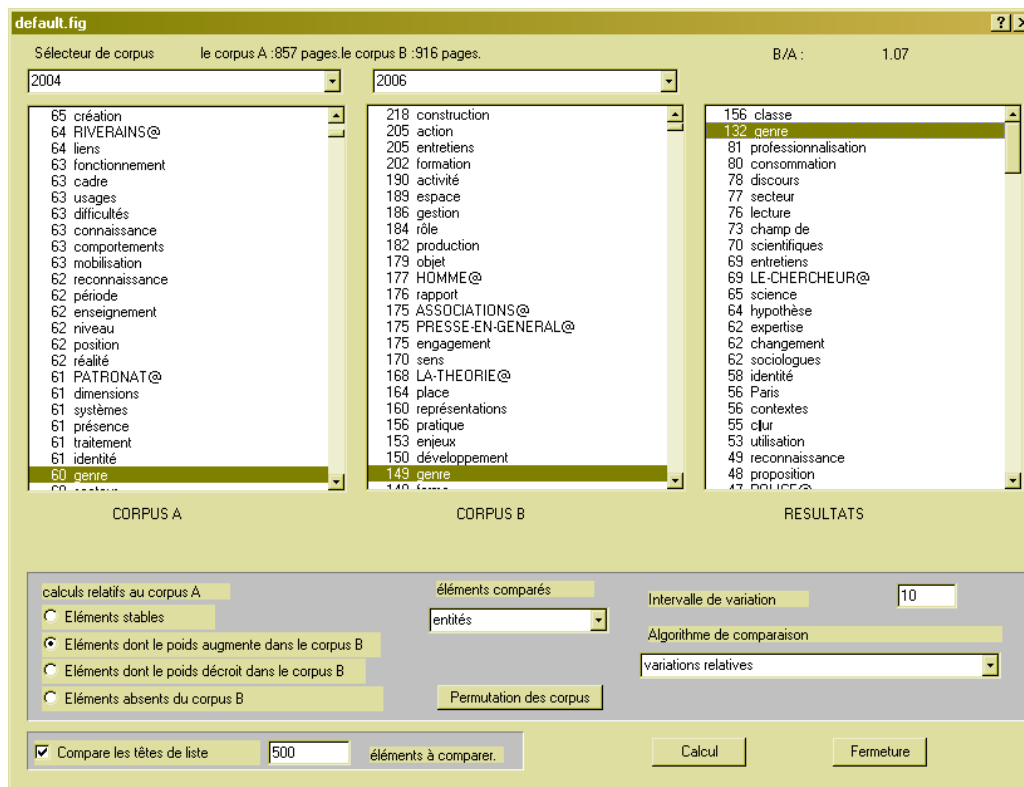 default.fig
Sélecteur de corpus le corpus A :857 pages.le corpus B :916 pages. B/A : 1.07
2004
2006
65 création
64 RIVERAINS@
64 liens
63 fonctionnement
63 cadre
63 usages
63 difficultés
63 connaissance
63 comportements
63 mobilisation
62 reconnaissance
62 période
62 enseignement
62 niveau
62 position
62 réalité
61 PATRONAT@
61 dimensions
61 systèmes
61 présence
61 traitement
61 identité
60 genre
CORPUS A
218 construction
205 action
205 entretiens
202 formation
190 activité
189 espace
186 gestion
184 rôle
182 production
179 objet
177 HOMME@
176 rapport
175 ASSOCIATIONS@
175 PRESSE-EN-GENERAL@
175 engagement
170 sens
168 LA-THEORIE@
164 place
160 représentations
156 pratique
153 enjeux
150 développement
149 genre
CORPUS B
156 classe
132 genre
81 professionnalisation
80 consommation
78 discours
77 secteur
76 lecture
73 champ de
70 scientifiques
69 entretiens
69 LE-CHERCHEUR@
65 science
64 hypothèse
62 expertise
62 changement
62 sociologues
58 identité
56 Paris
56 contextes
55 clur
53 utilisation
49 reconnaissance
48 proposition
47 POLICE@
RESULTATS
calculs relatifs au corpus A
Eléments stables
Eléments dont le poids augmente dans le corpus B
Eléments dont le poids décroit dans le corpus B
Eléments absents du corpus B
éléments comparés
entités
Permutation des corpus
Intervalle de variation 10
Algorithme de comparaison
variations relatives
Compare les têtes de liste 500 éléments à comparer.
Calcul
Fermeture